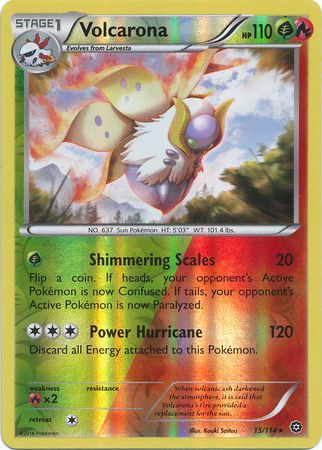 STAGE1
Volcarona
HP110
Evolves from Larvesta
NO. 637 Sun Pokémon HT: 5'03" WT: 101.4 lbs.
Shimmering Scales 20
Flip a coin. If heads, your opponent's Active
Pokémon is now Confused. If tails, your opponent's
Active Pokémon is now Paralyzed.
Power Hurricane 120
Discard all Energy attached to this Pokémon.
weakness resistance
×2
retreat
When volcanic ash darkened
the atmosphere, it is said that
Volcarona's fire provided a
replacement for the sun.
©2016 Pokémon
Illus. Kouki Saitou
15/114★